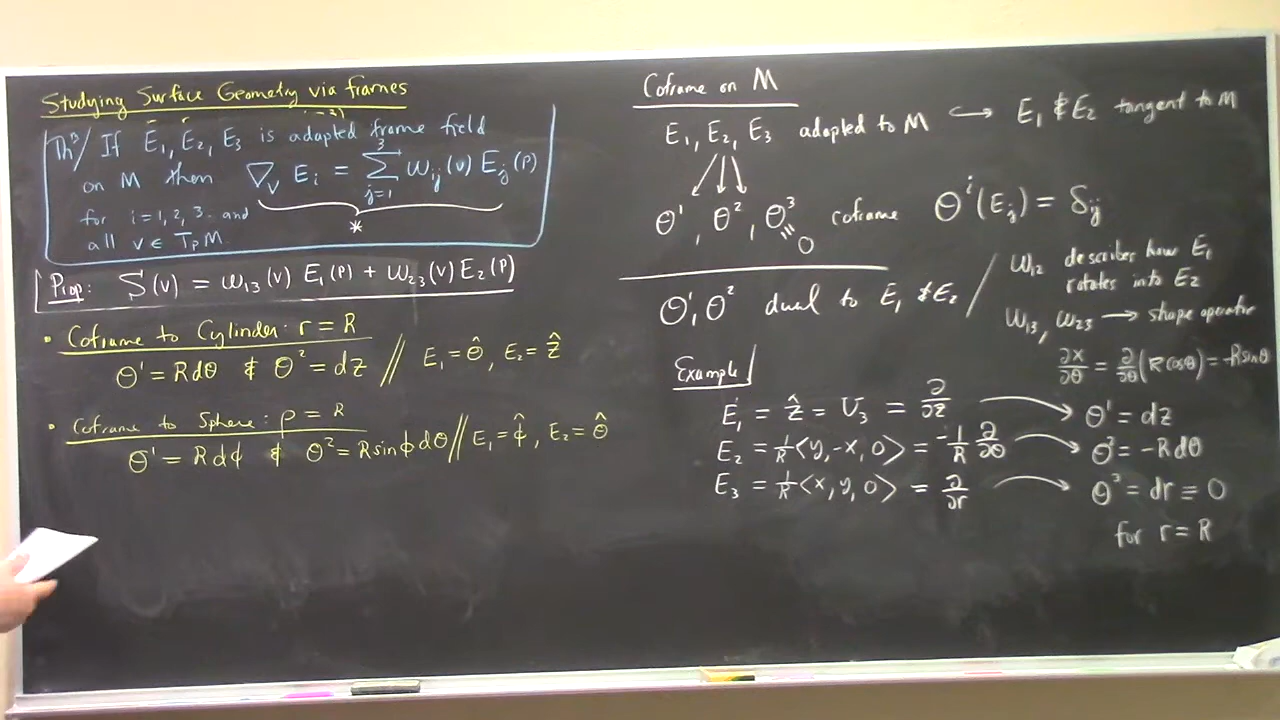 Studying Surface Geometry via frames
Thᵐ/ If E₁, E₂, E₃ is adapted frame field
on M then ∇ᵥ Eᵢ = Σ_{j=1}^{3} ωᵢⱼ(v) Eⱼ(p)
for i = 1, 2, 3. and
all v ∈ TₚM.
*
Prop: S(v) = ω₁₃(v) E₁(p) + ω₂₃(v) E₂(p)
• Coframe to Cylinder: r = R
θ¹ = R dθ & θ² = dz // E₁ = θ̂, E₂ = ẑ
• Coframe to Sphere: ρ = R
θ¹ = R dϕ & θ² = R sinϕ dθ // E₁ = ϕ̂, E₂ = θ̂
Coframe on M
E₁, E₂, E₃ adapted to M ↪ E₁ & E₂ tangent to M
θ¹, θ², θ³ coframe θⁱ(Eⱼ) = δᵢⱼ
= 0
θ¹, θ² dual to E₁ & E₂ /
ω₁₂ describes how E₁
rotates into E₂
ω₁₃, ω₂₃ → shape operator
∂x/∂θ = ∂/∂θ (R cosθ) = -R sinθ
Example
E₁ = ẑ = U₃ = ∂/∂z → θ¹ = dz
E₂ = 1/R ⟨y, -x, 0⟩ = -1/R ∂/∂θ → θ² = -R dθ
E₃ = 1/R ⟨x, y, 0⟩ = ∂/∂r → θ³ = dr ≡ 0
for r = R